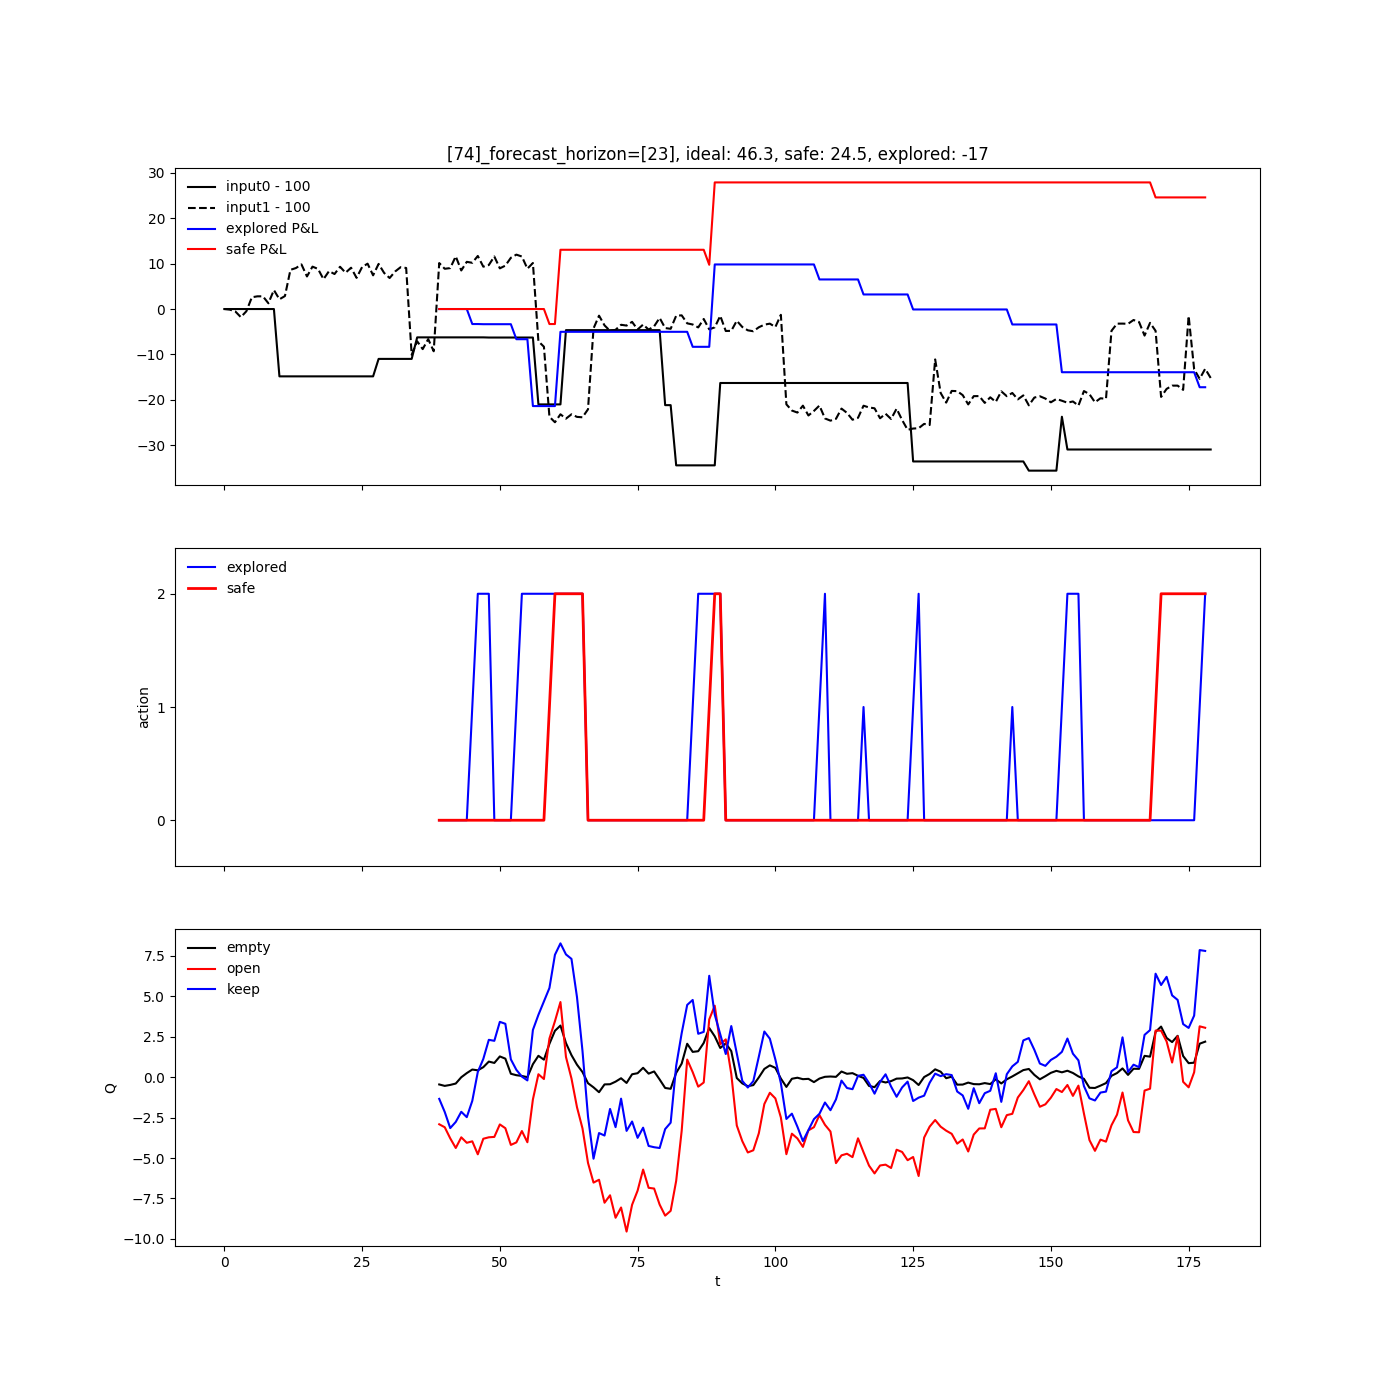 [74]_forecast_horizon=[23], ideal: 46.3, safe: 24.5, explored: -17
30
20
10
0
−10
−20
−30
input0 - 100
input1 - 100
explored P&L
safe P&L
action
2
1
0
explored
safe
Q
7.5
5.0
2.5
0.0
−2.5
−5.0
−7.5
−10.0
empty
open
keep
0 25 50 75 100 125 150 175
t